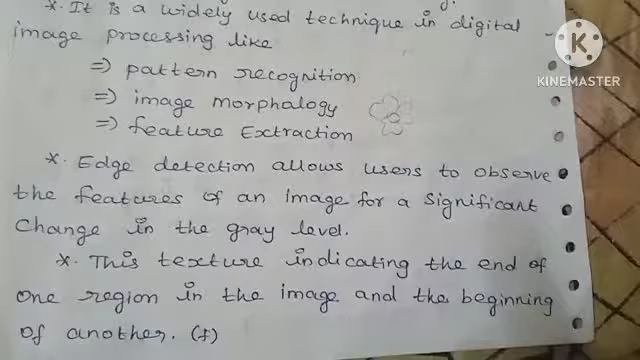 *. It is a widely used technique in digital
image processing like
⇒ pattern recognition
⇒ image morphalogy
⇒ feature Extraction
*. Edge detection allows users to observe
the features of an image for a significant
change in the gray level.
*. This texture indicating the end of
one region in the image and the beginning
of another. (f)
K
KINEMASTER